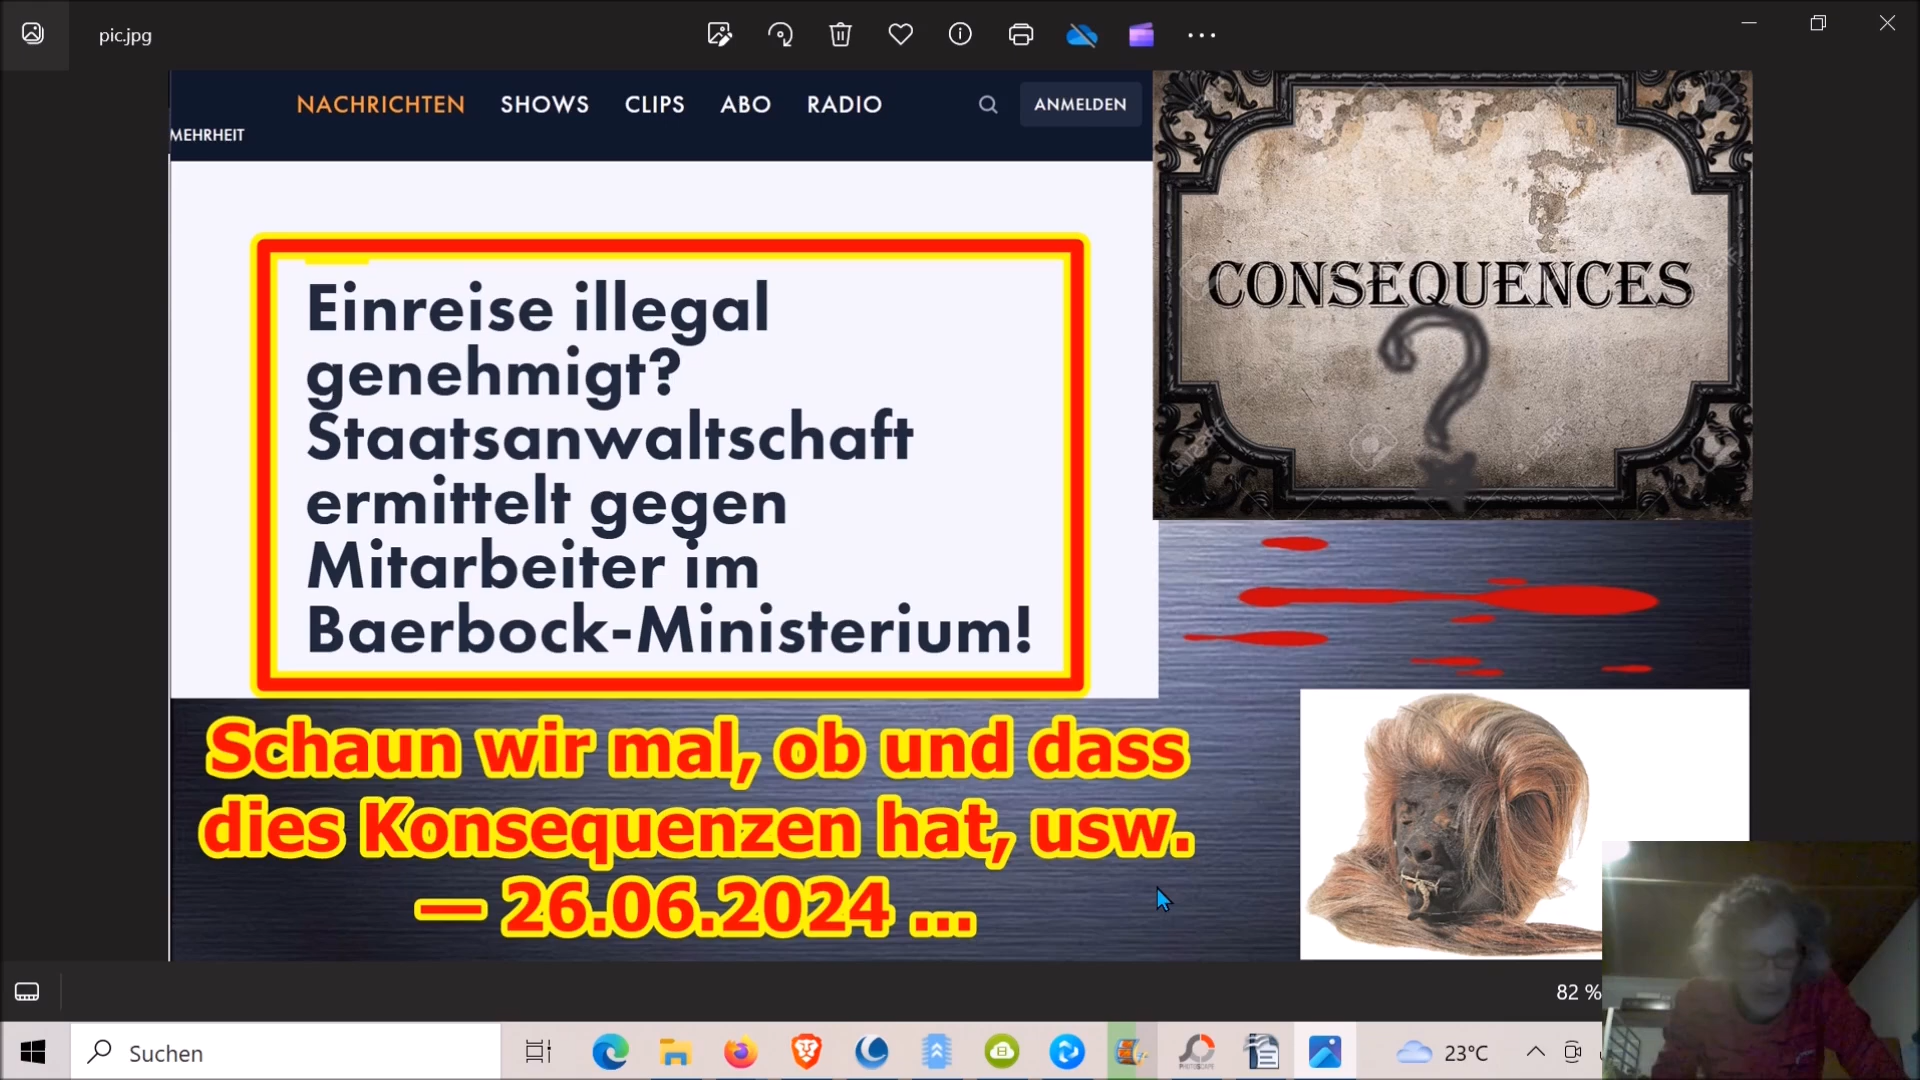 pic.jpg
NACHRICHTEN SHOWS CLIPS ABO RADIO ANMELDEN
MEHRHEIT
Einreise illegal
genehmigt?
Staatsanwaltschaft
ermittelt gegen
Mitarbeiter im
Baerbock-Ministerium!
CONSEQUENCES
?
Schaun wir mal, ob und dass
dies Konsequenzen hat, usw.
— 26.06.2024 ...
82 %
Suchen
23°C